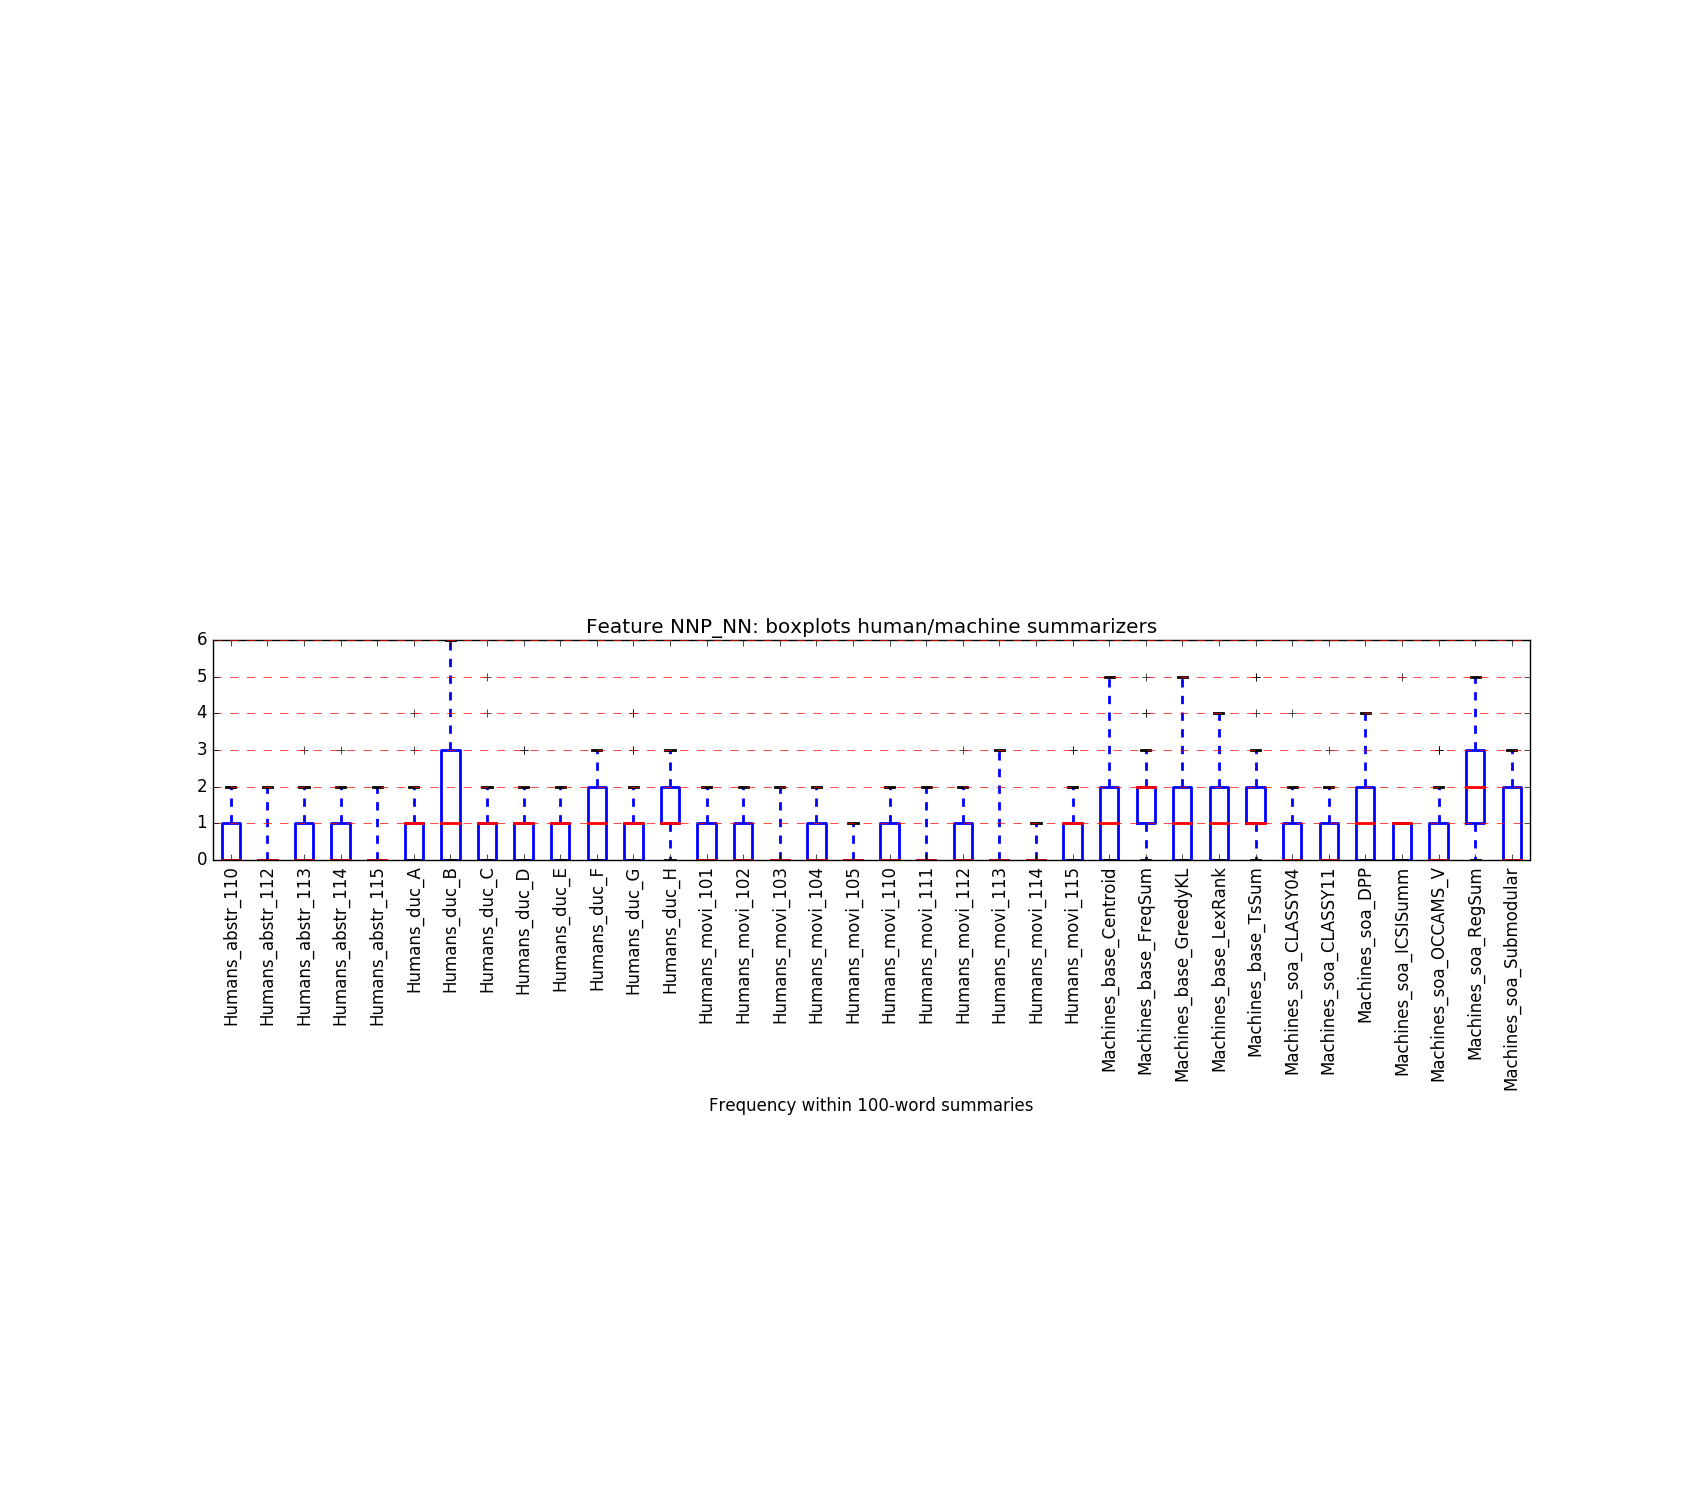 Feature NNP_NN: boxplots human/machine summarizers
6
5
4
3
2
1
0
Humans_abstr_110
Humans_abstr_112
Humans_abstr_113
Humans_abstr_114
Humans_abstr_115
Humans_duc_A
Humans_duc_B
Humans_duc_C
Humans_duc_D
Humans_duc_E
Humans_duc_F
Humans_duc_G
Humans_duc_H
Humans_movi_101
Humans_movi_102
Humans_movi_103
Humans_movi_104
Humans_movi_105
Humans_movi_110
Humans_movi_111
Humans_movi_112
Humans_movi_113
Humans_movi_114
Humans_movi_115
Machines_base_Centroid
Machines_base_FreqSum
Machines_base_GreedyKL
Machines_base_LexRank
Machines_base_TsSum
Machines_soa_CLASSY04
Machines_soa_CLASSY11
Machines_soa_DPP
Machines_soa_ICSISumm
Machines_soa_OCCAMS_V
Machines_soa_RegSum
Machines_soa_Submodular
Frequency within 100-word summaries